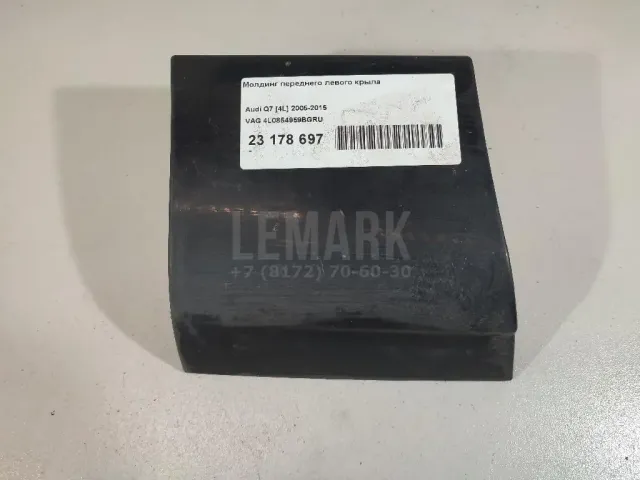 Молдинг переднего левого крыла
Audi Q7 [4L] 2005-2015
VAG 4L0854959BGRU
23 178 697
-
LEMARK
+7 (8172) 70-60-30